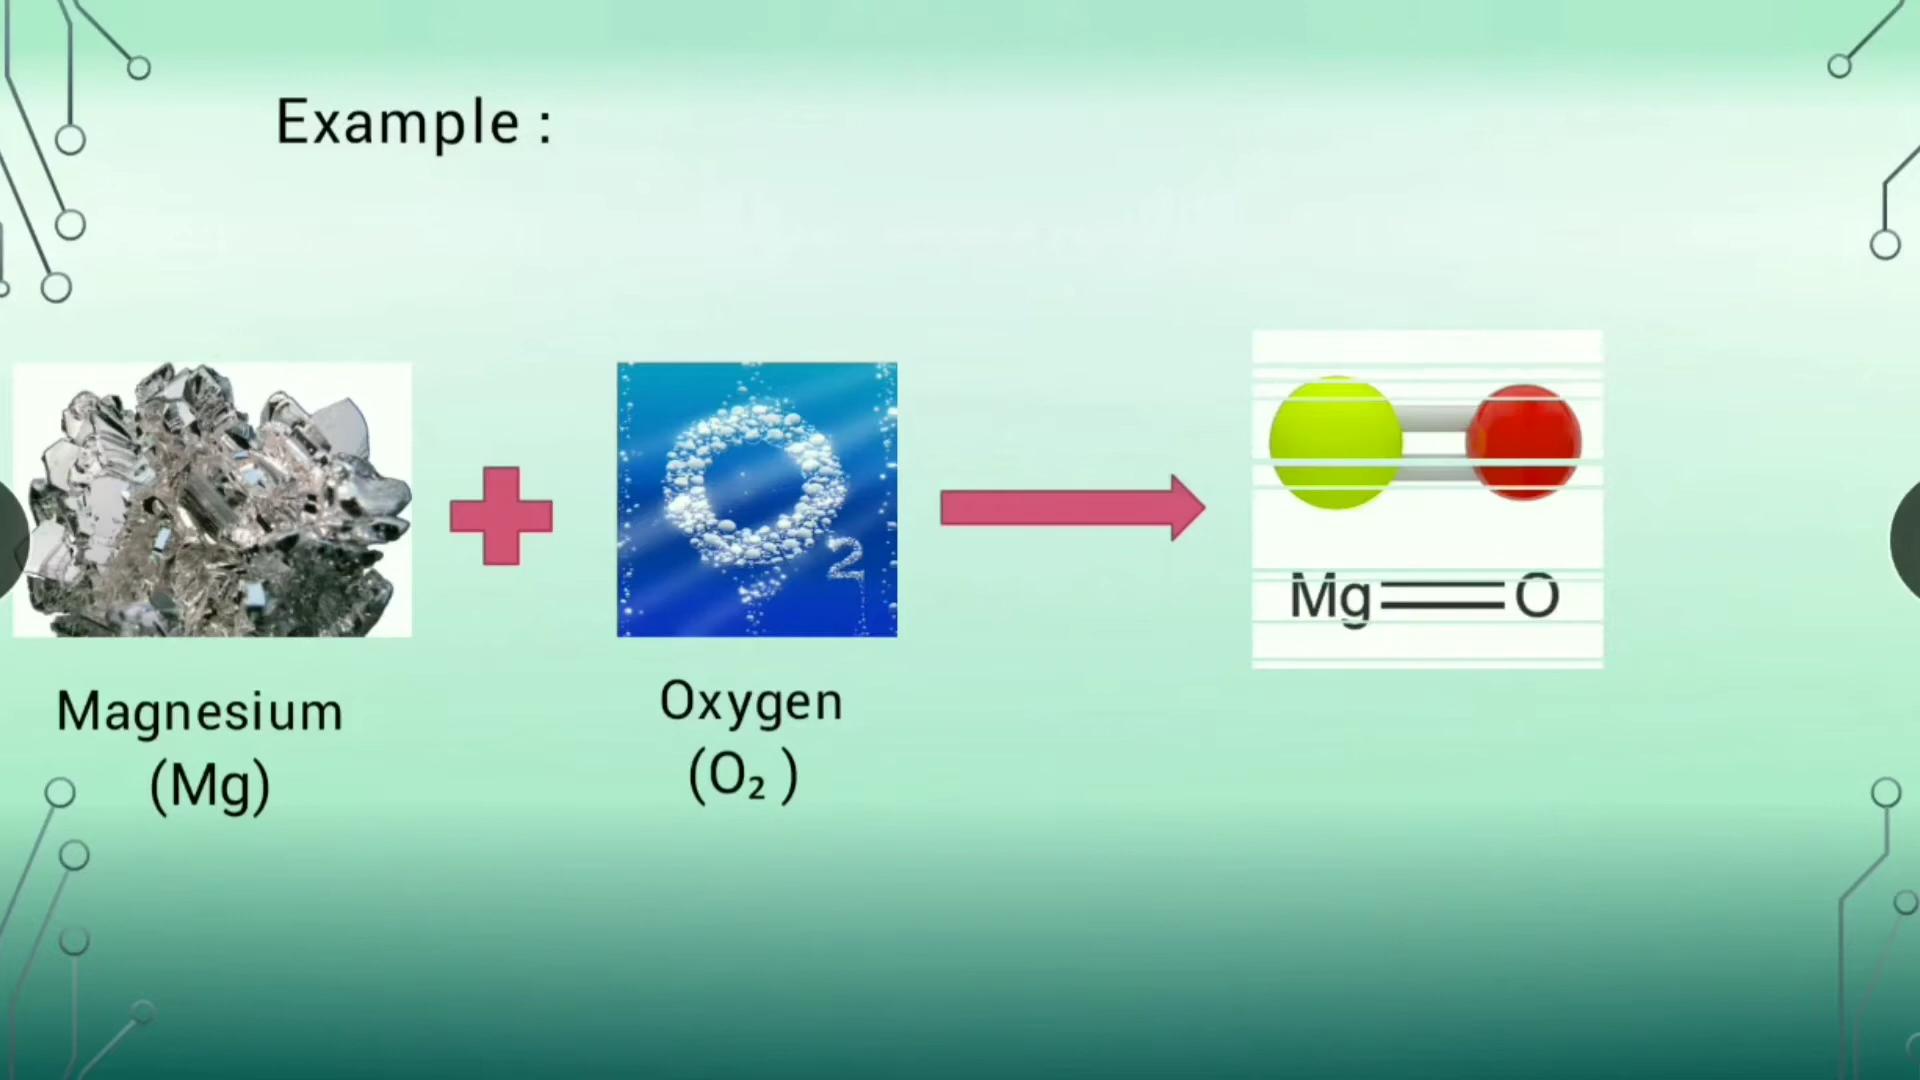 Example :
O2
Mg=O
Magnesium
(Mg)
Oxygen
(O₂ )